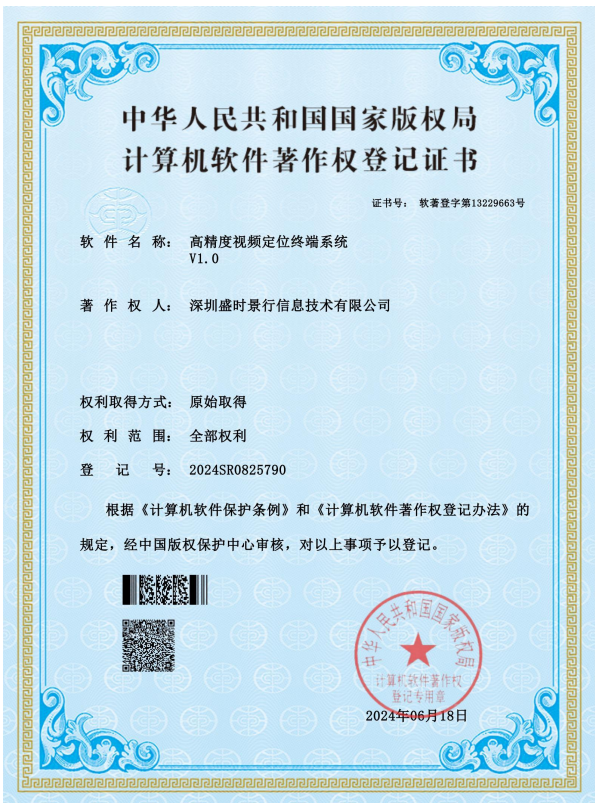 中华人民共和国国家版权局
计算机软件著作权登记证书
证书号： 软著登字第13229663号
软件名称： 高精度视频定位终端系统
V1.0
著作权人： 深圳盛时景行信息技术有限公司
权利取得方式： 原始取得
权利范围： 全部权利
登记号： 2024SR0825790
根据《计算机软件保护条例》和《计算机软件著作权登记办法》的
规定，经中国版权保护中心审核，对以上事项予以登记。
中华人民共和国国家版权局
计算机软件著作权
登记专用章
2024年06月18日